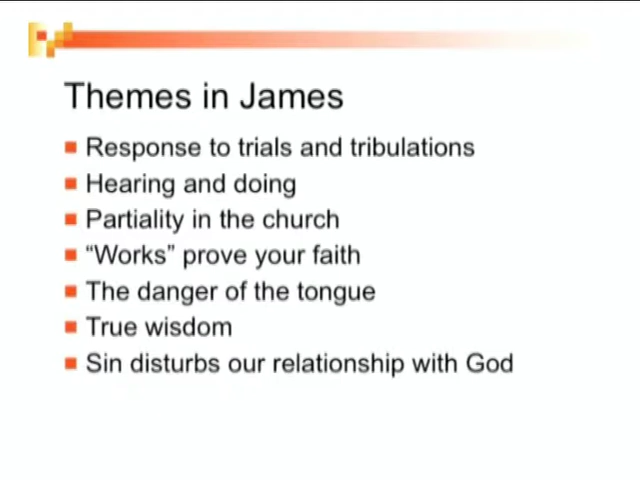 Themes in James
Response to trials and tribulations
Hearing and doing
Partiality in the church
“Works” prove your faith
The danger of the tongue
True wisdom
Sin disturbs our relationship with God